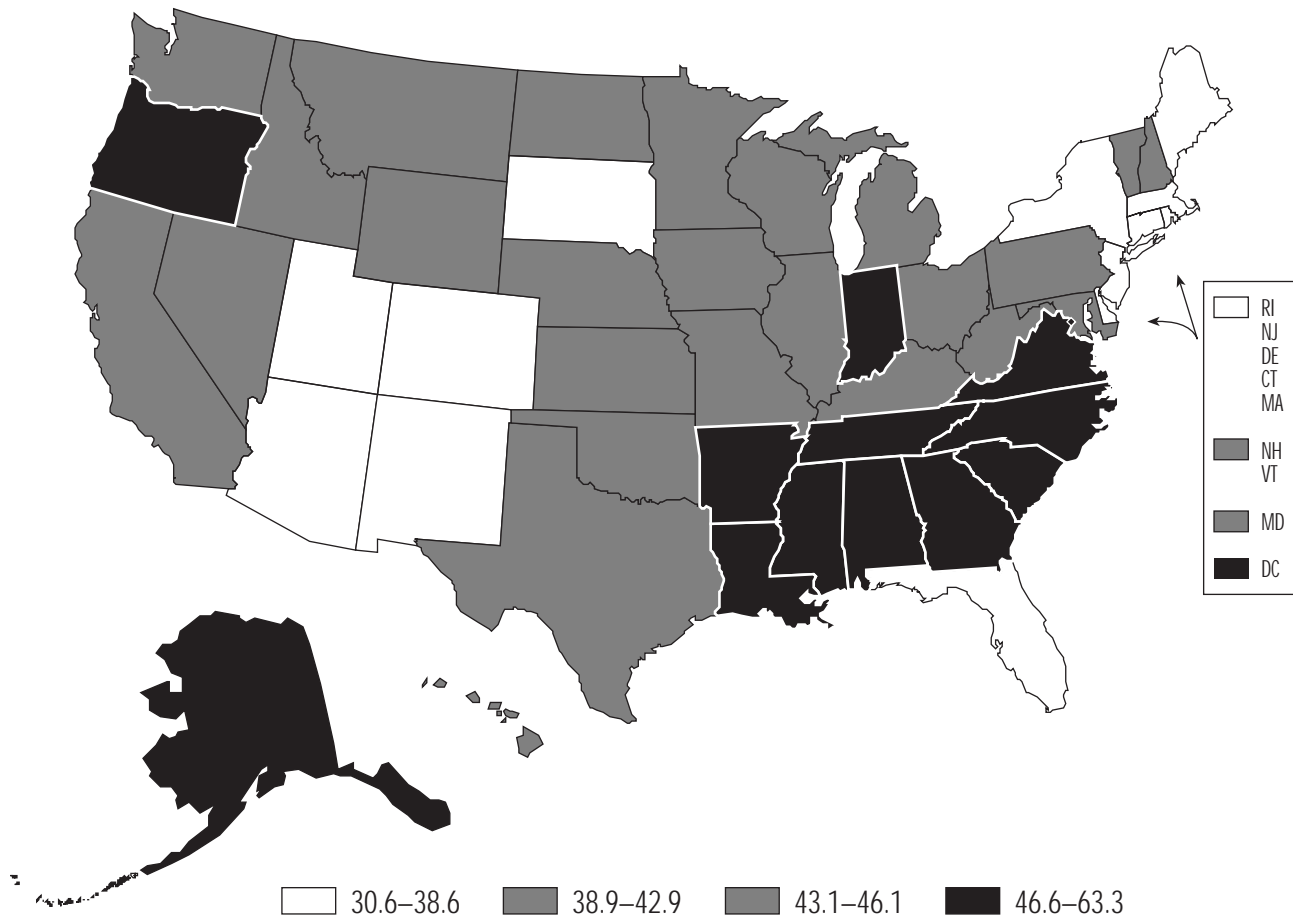 RI
NJ
DE
CT
MA
NH
VT
MD
DC
30.6–38.6 38.9–42.9 43.1–46.1 46.6–63.3